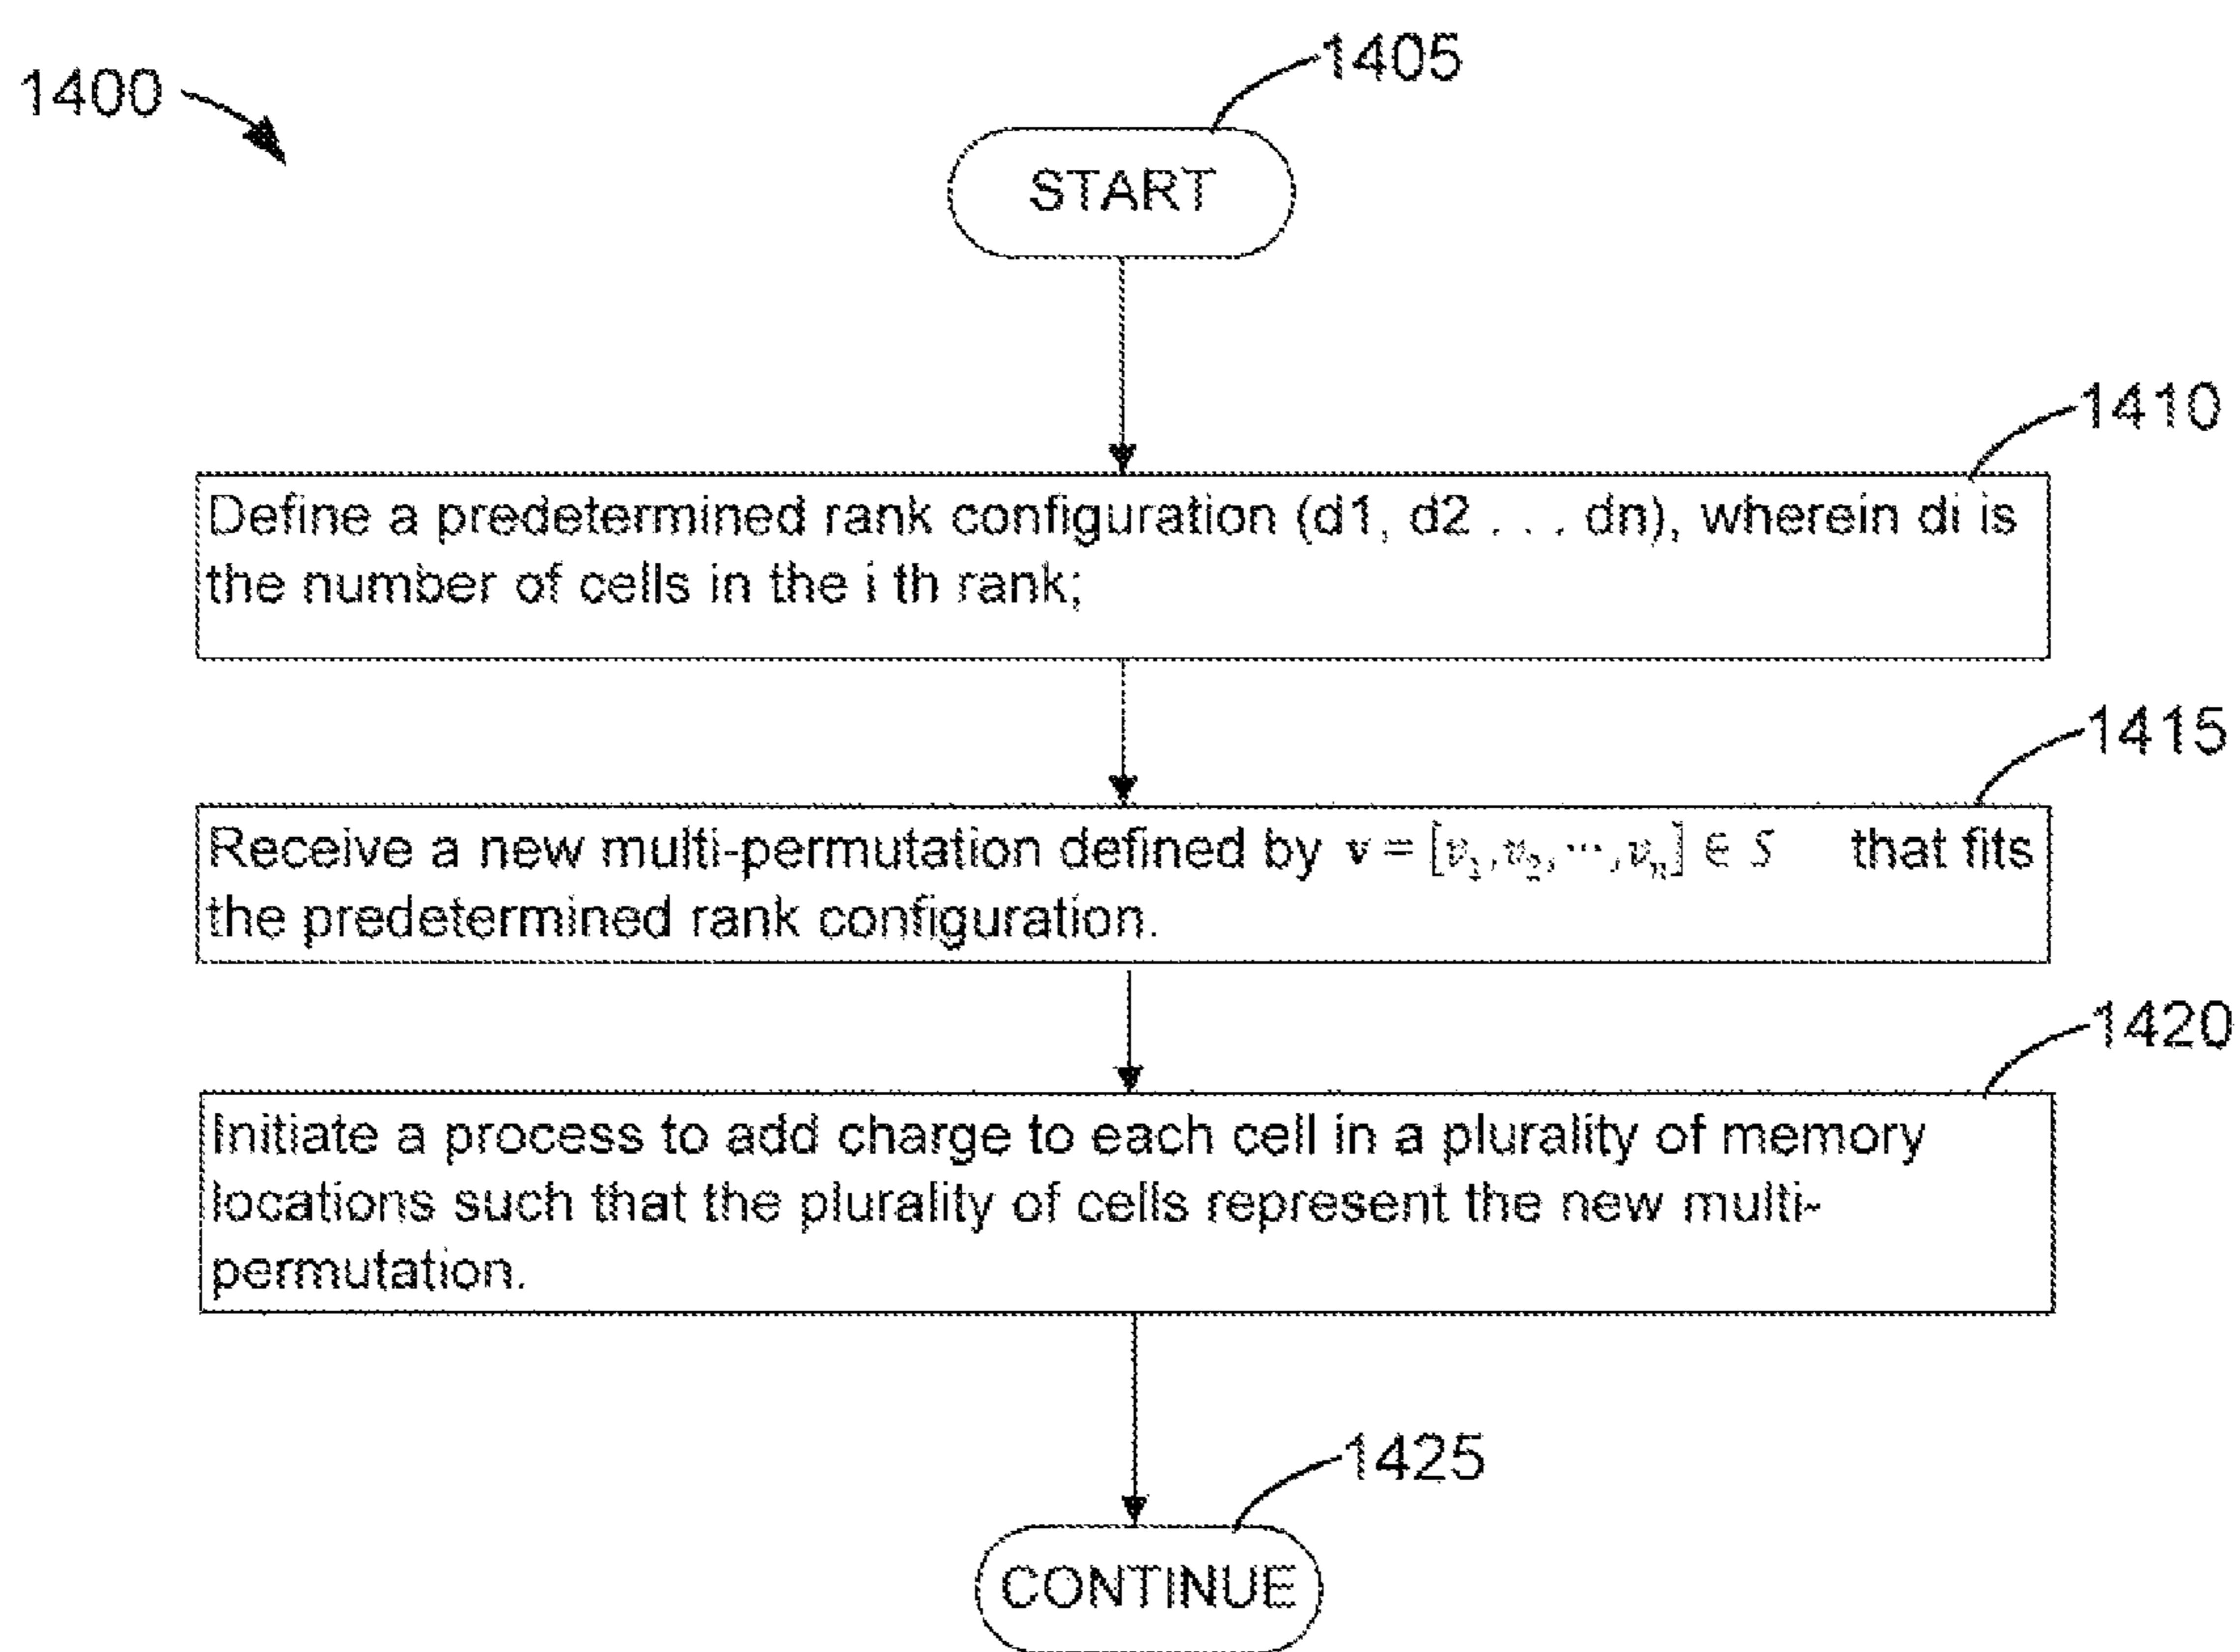 1400
1405
START
1410
Define a predetermined rank configuration (d1, d2 . . . dn), wherein di is
the number of cells in the i th rank;
1415
Receive a new multi-permutation defined by v = [v₁,v₂,⋯,vₙ] ∈ S that fits
the predetermined rank configuration.
1420
Initiate a process to add charge to each cell in a plurality of memory
locations such that the plurality of cells represent the new multi-
permutation.
1425
CONTINUE